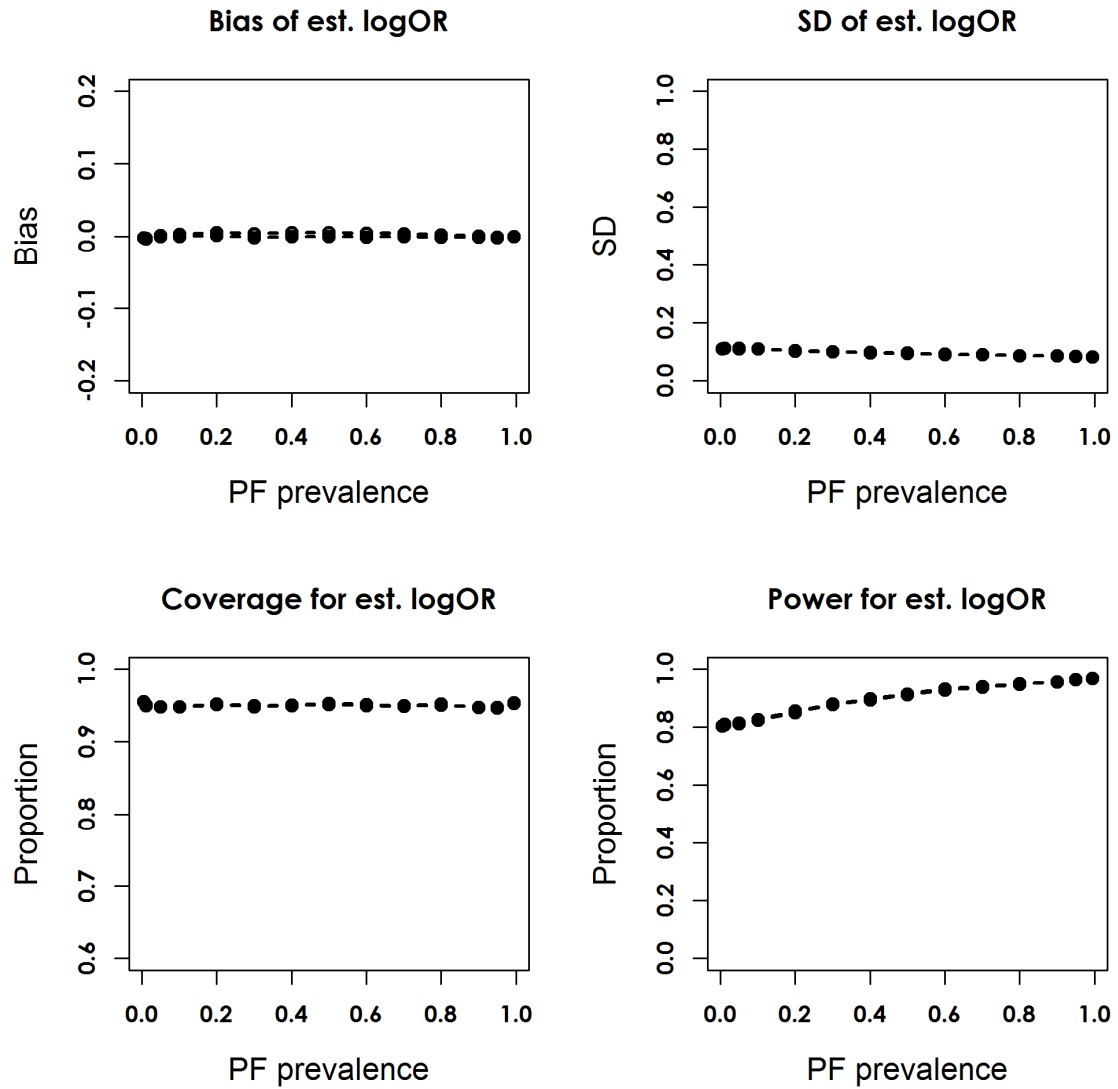 Bias of est. logOR
0.2
0.1
0.0
-0.1
-0.2
Bias
0.0 0.2 0.4 0.6 0.8 1.0
PF prevalence
SD of est. logOR
1.0
0.8
0.6
0.4
0.2
0.0
SD
0.0 0.2 0.4 0.6 0.8 1.0
PF prevalence
Coverage for est. logOR
1.0
0.9
0.8
0.7
0.6
Proportion
0.0 0.2 0.4 0.6 0.8 1.0
PF prevalence
Power for est. logOR
1.0
0.8
0.6
0.4
0.2
0.0
Proportion
0.0 0.2 0.4 0.6 0.8 1.0
PF prevalence